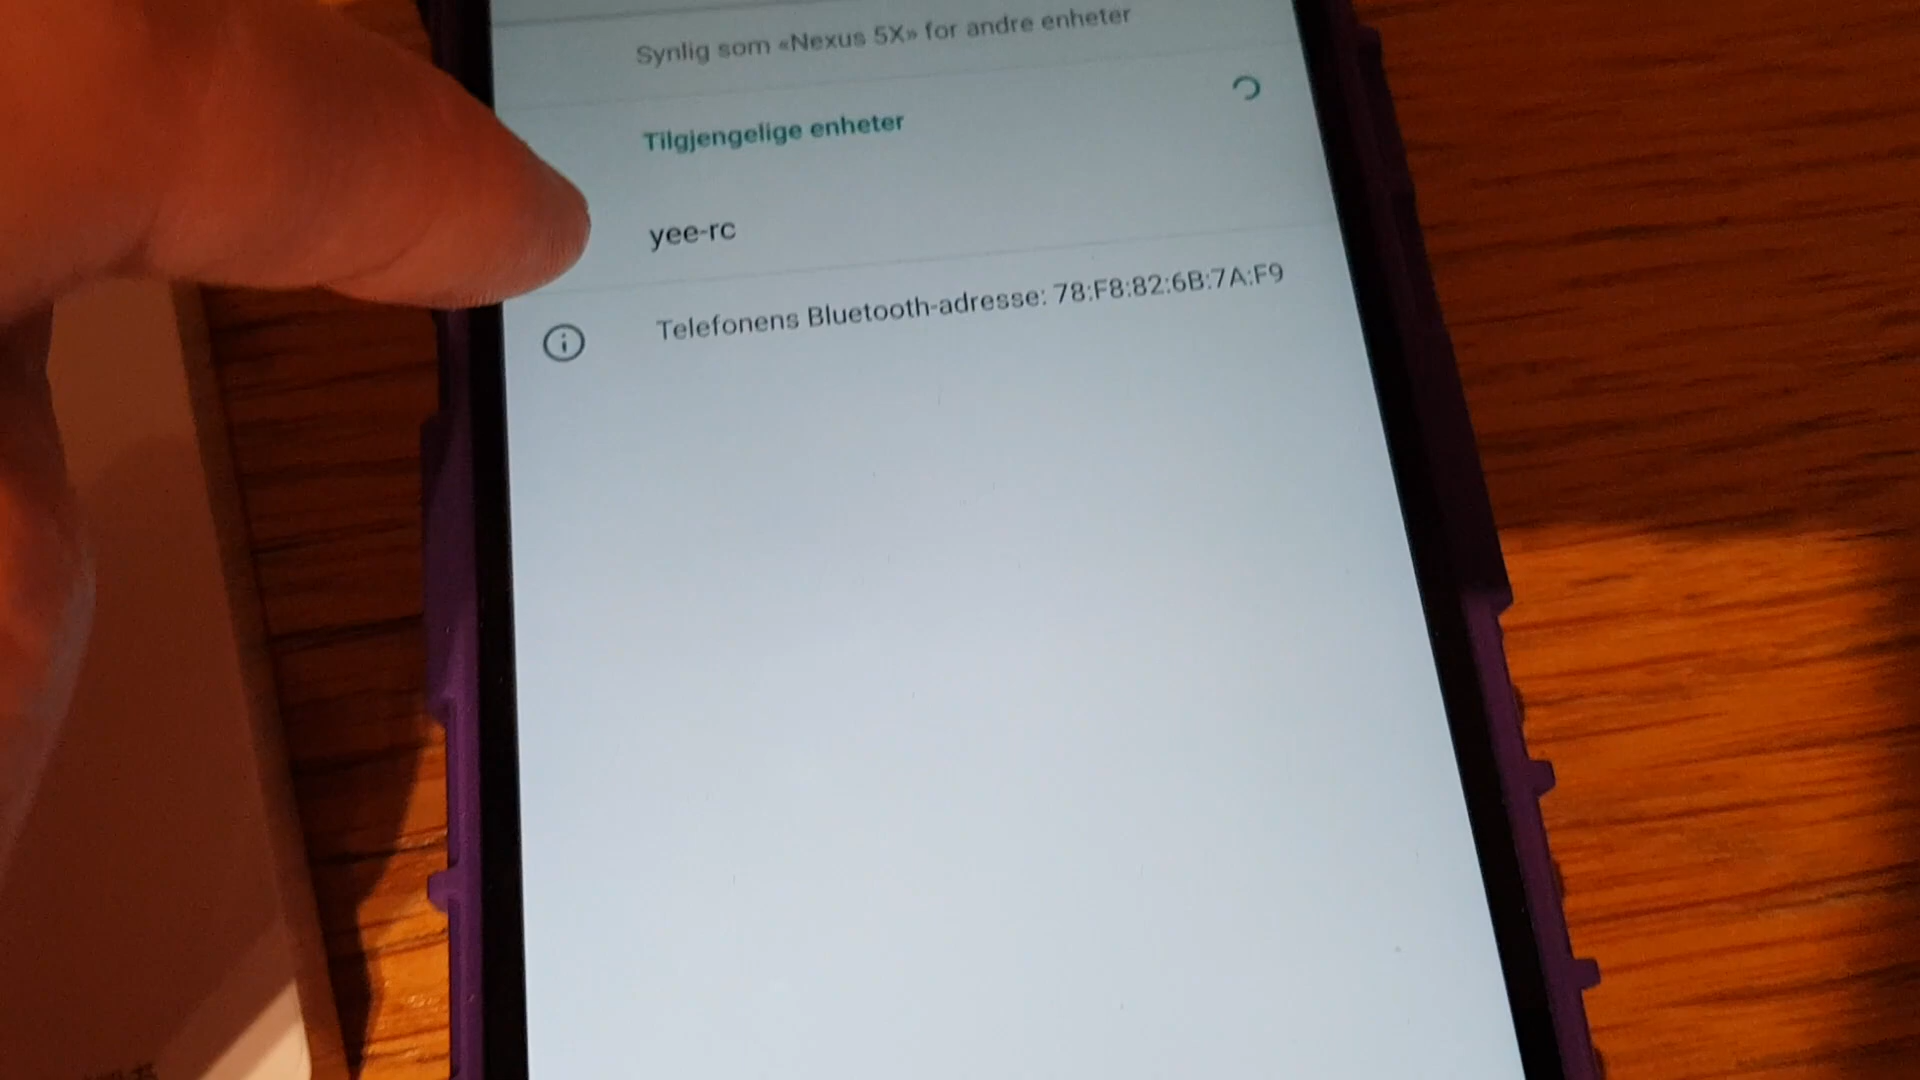 Synlig som «Nexus 5X» for andre enheter
Tilgjengelige enheter
yee-rc
Telefonens Bluetooth-adresse: 78:F8:82:6B:7A:F9